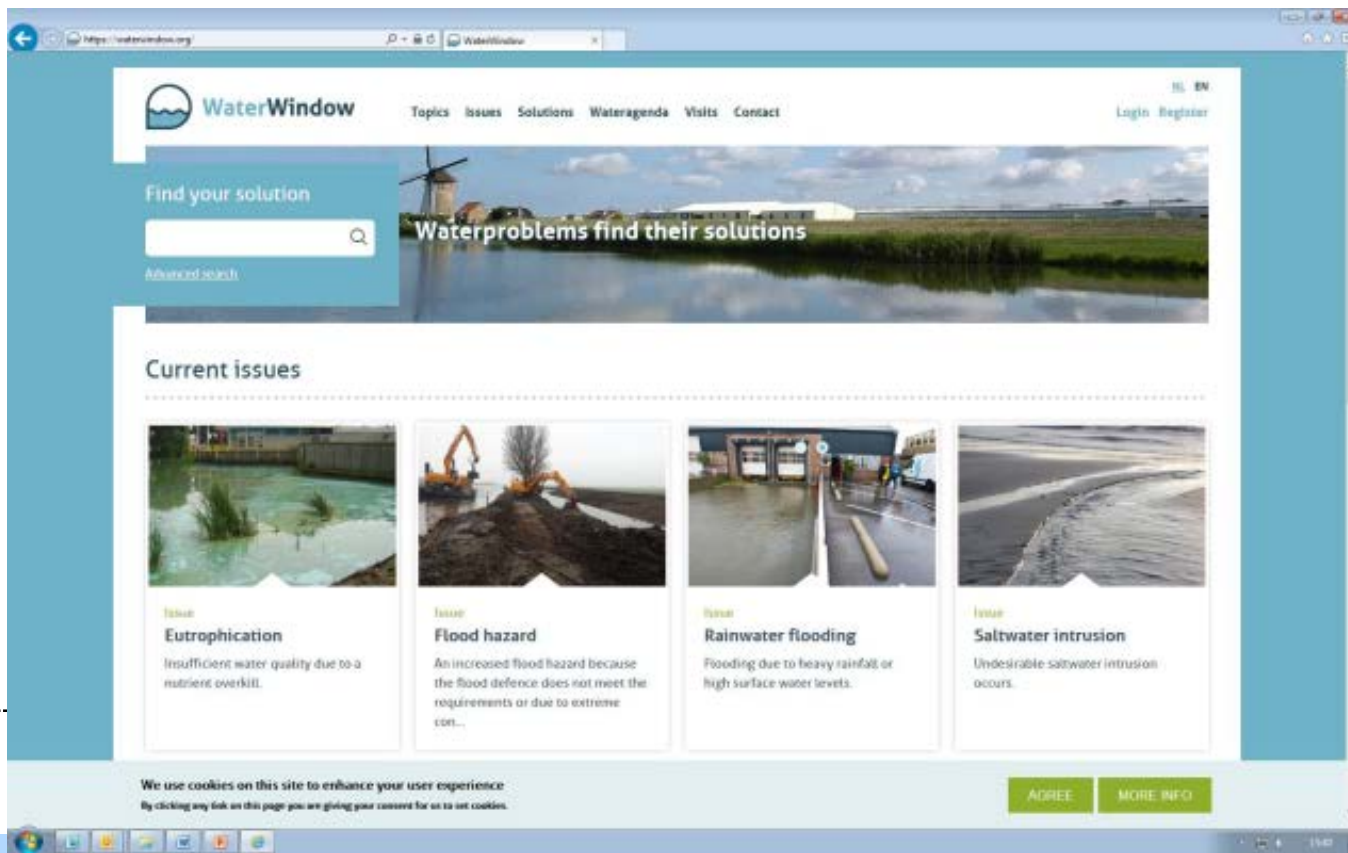 https://waterwindow.org/
WaterWindow
WaterWindow
Topics Issues Solutions Wateragenda Visits Contact
NL EN
Login Register
Find your solution
Advanced search
Waterproblems find their solutions
Current issues
Issue
Eutrophication
Insufficient water quality due to a
nutrient overkill.
Issue
Flood hazard
An increased flood hazard because
the flood defence does not meet the
requirements or due to extreme
con...
Issue
Rainwater flooding
Flooding due to heavy rainfall or
high surface water levels.
Issue
Saltwater intrusion
Undesirable saltwater intrusion
occurs.
We use cookies on this site to enhance your user experience
By clicking any link on this page you are giving your consent for us to set cookies.
AGREE MORE INFO